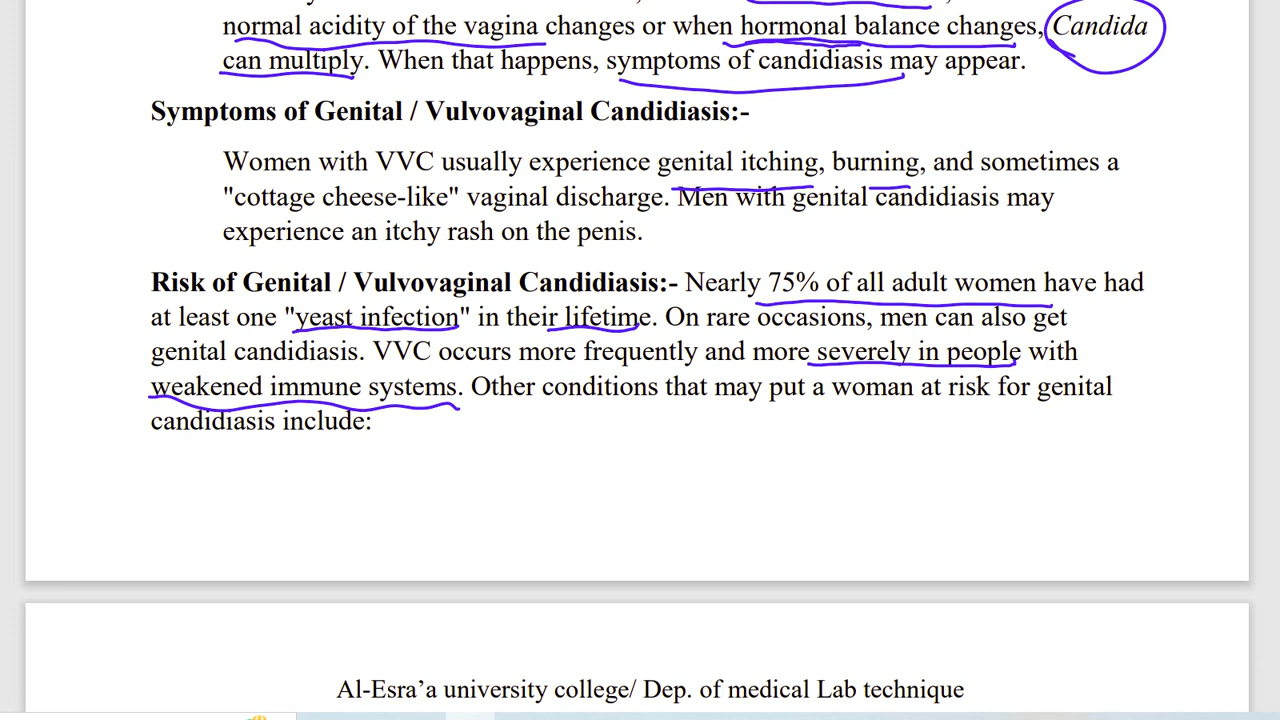 normal acidity of the vagina changes or when hormonal balance changes, Candida
can multiply. When that happens, symptoms of candidiasis may appear.
Symptoms of Genital / Vulvovaginal Candidiasis:-
Women with VVC usually experience genital itching, burning, and sometimes a
"cottage cheese-like" vaginal discharge. Men with genital candidiasis may
experience an itchy rash on the penis.
Risk of Genital / Vulvovaginal Candidiasis:- Nearly 75% of all adult women have had
at least one "yeast infection" in their lifetime. On rare occasions, men can also get
genital candidiasis. VVC occurs more frequently and more severely in people with
weakened immune systems. Other conditions that may put a woman at risk for genital
candidiasis include:
Al-Esra’a university college/ Dep. of medical Lab technique